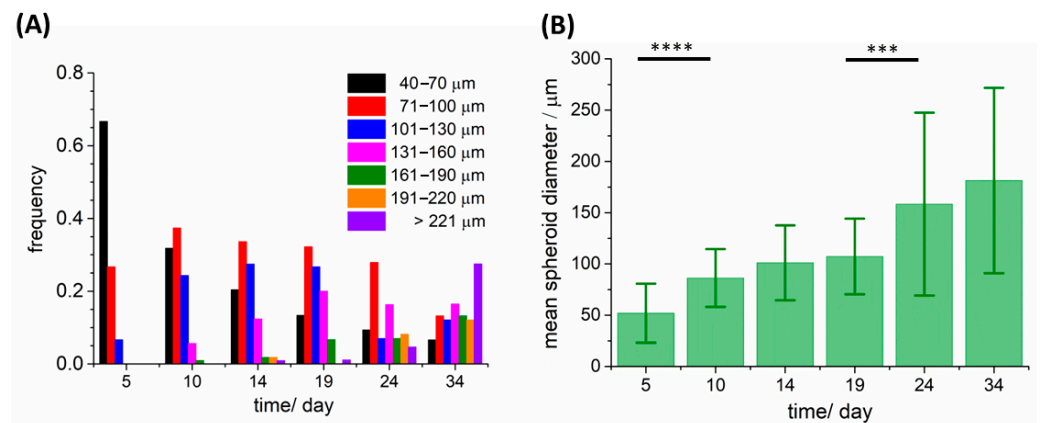 (A)
0.8
0.6
0.4
0.2
0.0
frequency
40–70 μm
71–100 μm
101–130 μm
131–160 μm
161–190 μm
191–220 μm
> 221 μm
5 10 14 19 24 34
time/ day
(B)
**** ***
300
250
200
150
100
50
0
mean spheroid diameter / μm
5 10 14 19 24 34
time/ day